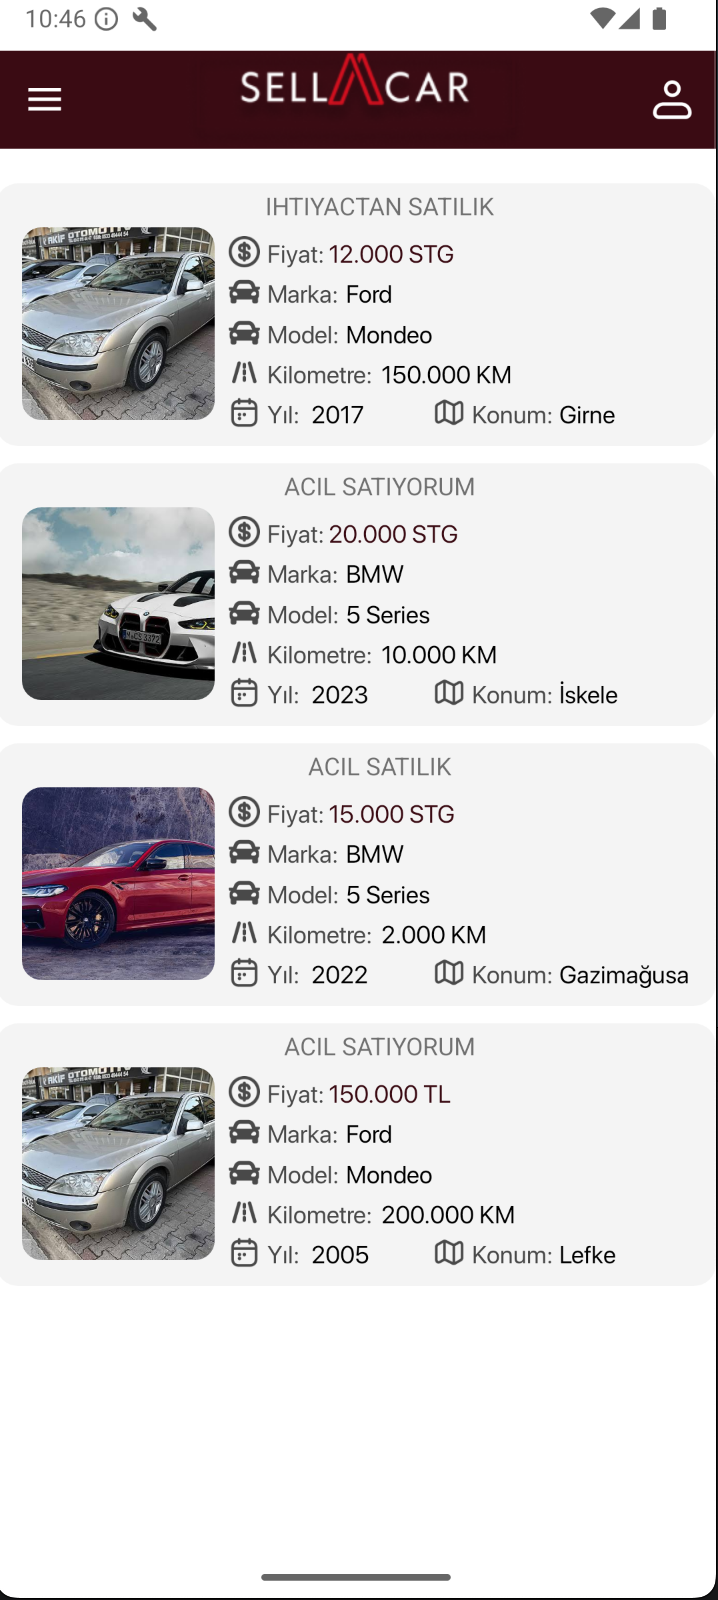 10:46
SELL A CAR
IHTIYACTAN SATILIK
AKİF OTOMOTİV
Fiyat: 12.000 STG
Marka: Ford
Model: Mondeo
Kilometre: 150.000 KM
Yıl: 2017 Konum: Girne
ACIL SATIYORUM
Fiyat: 20.000 STG
Marka: BMW
Model: 5 Series
Kilometre: 10.000 KM
Yıl: 2023 Konum: İskele
ACIL SATILIK
Fiyat: 15.000 STG
Marka: BMW
Model: 5 Series
Kilometre: 2.000 KM
Yıl: 2022 Konum: Gazimağusa
ACIL SATIYORUM
AKİF OTOMOTİV
Fiyat: 150.000 TL
Marka: Ford
Model: Mondeo
Kilometre: 200.000 KM
Yıl: 2005 Konum: Lefke